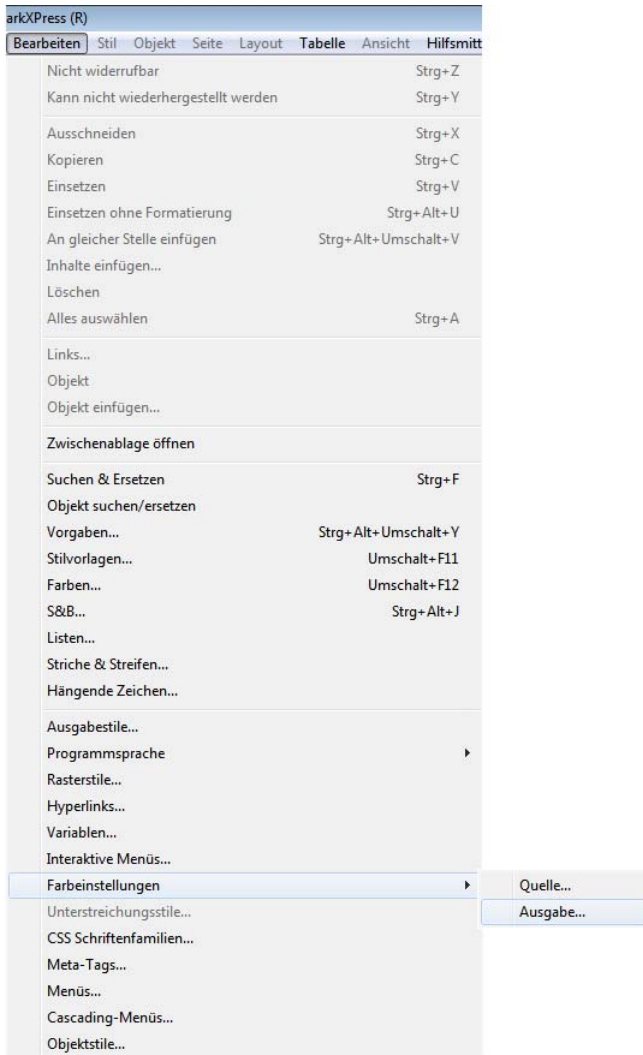 arkXPress (R)
Bearbeiten Stil Objekt Seite Layout Tabelle Ansicht Hilfsmitt
Nicht widerrufbar Strg+Z
Kann nicht wiederhergestellt werden Strg+Y
Ausschneiden Strg+X
Kopieren Strg+C
Einsetzen Strg+V
Einsetzen ohne Formatierung Strg+Alt+U
An gleicher Stelle einfügen Strg+Alt+Umschalt+V
Inhalte einfügen...
Löschen
Alles auswählen Strg+A
Links...
Objekt
Objekt einfügen...
Zwischenablage öffnen
Suchen & Ersetzen Strg+F
Objekt suchen/ersetzen
Vorgaben... Strg+Alt+Umschalt+Y
Stilvorlagen... Umschalt+F11
Farben... Umschalt+F12
S&B... Strg+Alt+J
Listen...
Striche & Streifen...
Hängende Zeichen...
Ausgabestile...
Programmsprache
Rasterstile...
Hyperlinks...
Variablen...
Interaktive Menüs...
Farbeinstellungen Quelle...
Unterstreichungsstile... Ausgabe...
CSS Schriftenfamilien...
Meta-Tags...
Menüs...
Cascading-Menüs...
Objektstile...